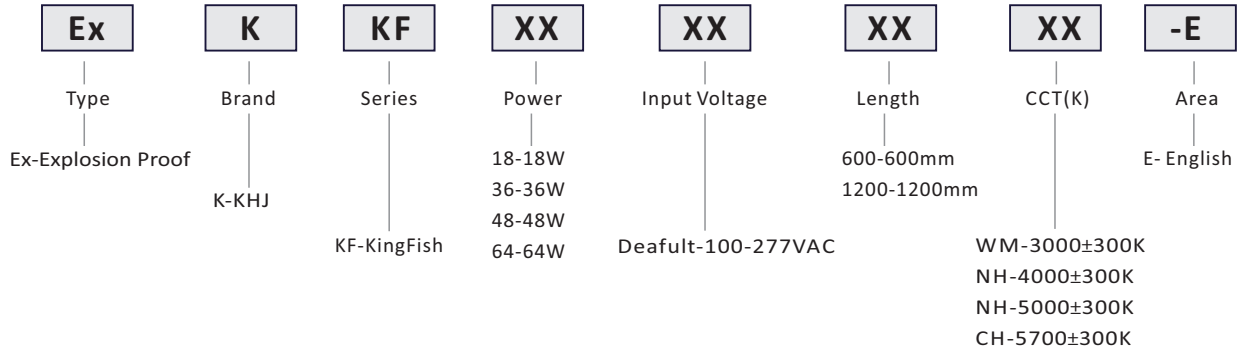 Ex K KF XX XX XX XX -E
Type Brand Series Power Input Voltage Length CCT(K) Area
Ex-Explosion Proof
K-KHJ
KF-KingFish
18-18W
36-36W
48-48W
64-64W
Deafult-100-277VAC
600-600mm
1200-1200mm
WM-3000±300K
NH-4000±300K
NH-5000±300K
CH-5700±300K
E- English